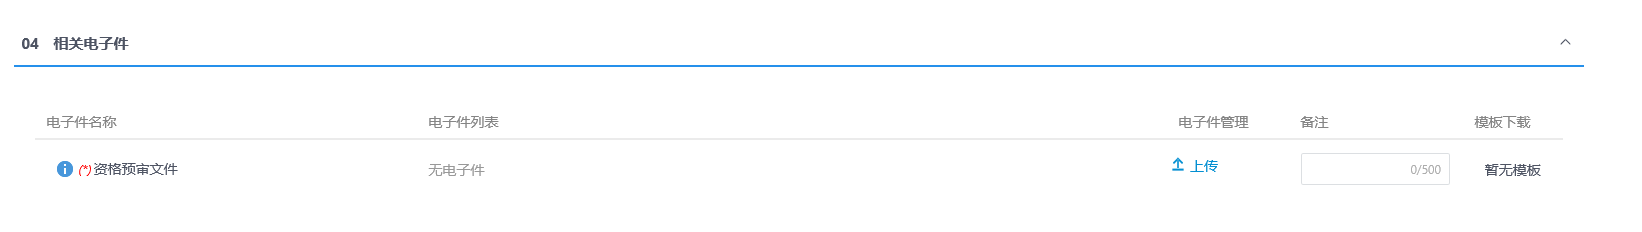 04 相关电子件
电子件名称 电子件列表 电子件管理 备注 模板下载
(*)资格预审文件 无电子件 上传 0/500 暂无模板